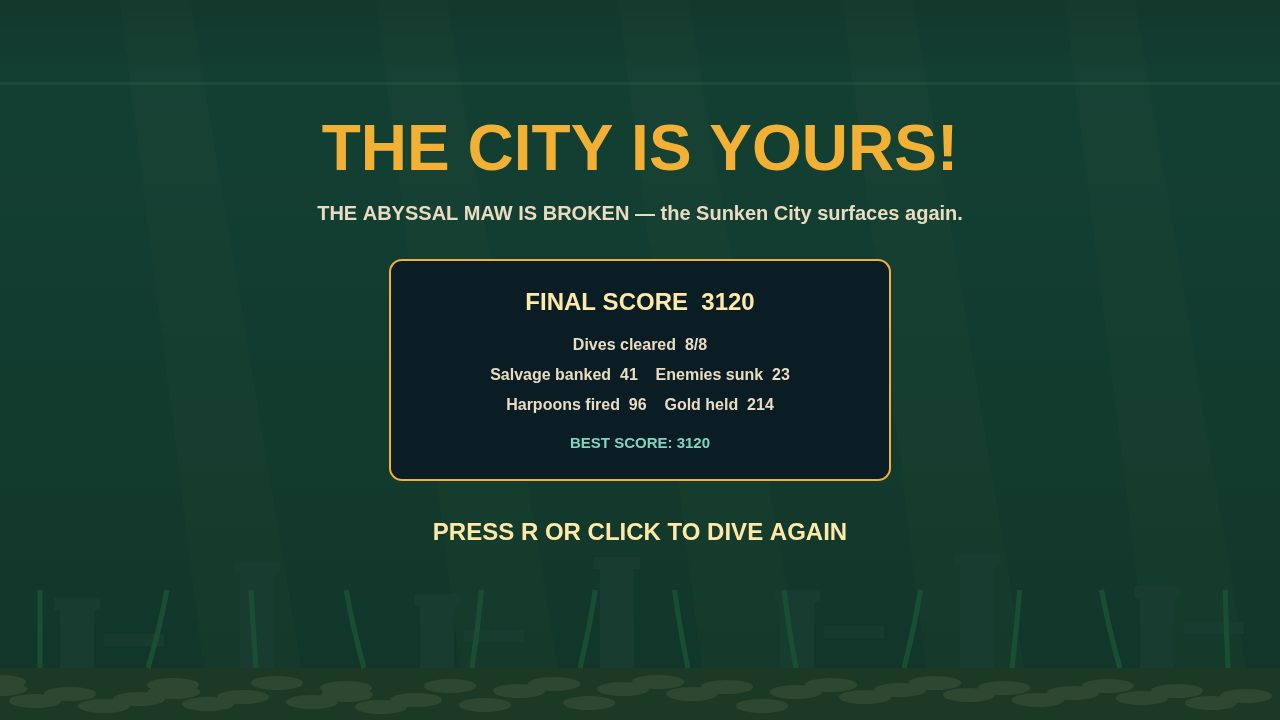 THE CITY IS YOURS!
THE ABYSSAL MAW IS BROKEN — the Sunken City surfaces again.
FINAL SCORE 3120
Dives cleared 8/8
Salvage banked 41 Enemies sunk 23
Harpoons fired 96 Gold held 214
BEST SCORE: 3120
PRESS R OR CLICK TO DIVE AGAIN